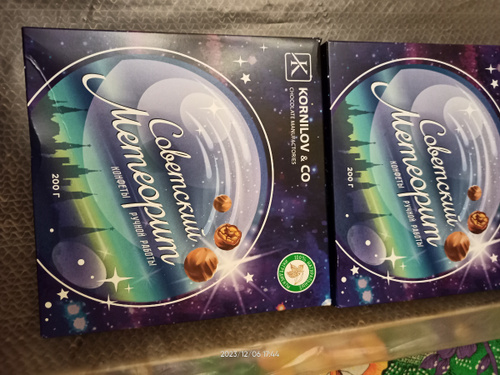 KORNILOV & CO
CHOCOLATE MANUFACTORIES
Советский
Метеорит
КОНФЕТЫ
РУЧНОЙ РАБОТЫ
200 Г
Советский
Метеорит
КОНФЕТЫ
РУЧНОЙ РАБОТЫ
200 Г
2023. 12. 06 17:44